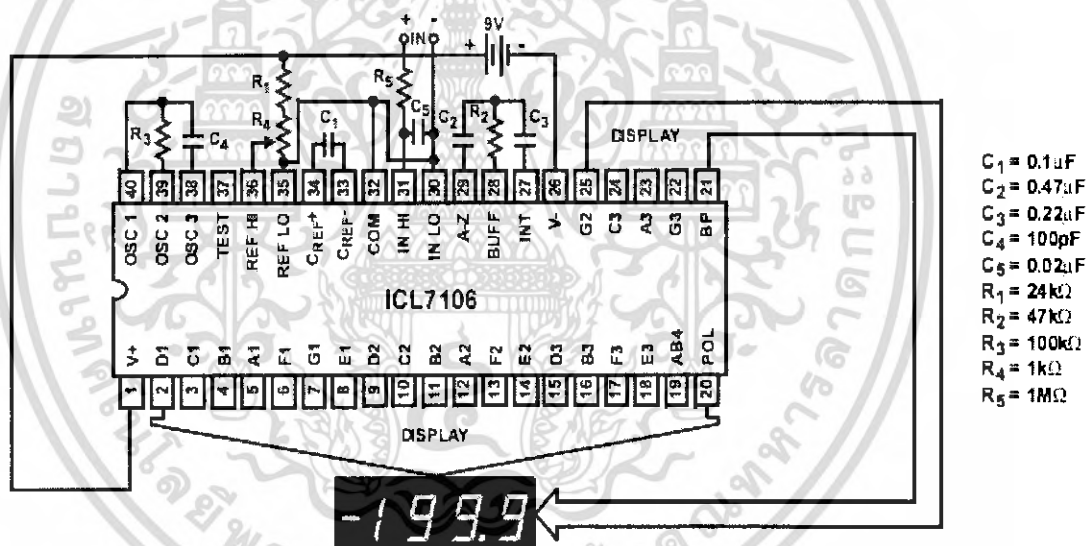 + - 9V
IN + -
R1
R5
R4
R3
C4
C1
C5
C2
R2
C3
DISPLAY
40 39 38 37 36 35 34 33 32 31 30 29 28 27 26 25 24 23 22 21
OSC 1
OSC 2
OSC 3
TEST
REF HI
REF LO
CREF+
CREF-
COM
IN HI
IN LO
A-Z
BUFF
INT
V-
G2
C3
A3
G3
BP
ICL7106
V+
D1
C1
B1
A1
F1
G1
E1
D2
C2
B2
A2
F2
E2
D3
B3
F3
E3
AB4
POL
1 2 3 4 5 6 7 8 9 10 11 12 13 14 15 16 17 18 19 20
DISPLAY
-199.9
C1 = 0.1µF
C2 = 0.47µF
C3 = 0.22µF
C4 = 100pF
C5 = 0.02µF
R1 = 24kΩ
R2 = 47kΩ
R3 = 100kΩ
R4 = 1kΩ
R5 = 1MΩ